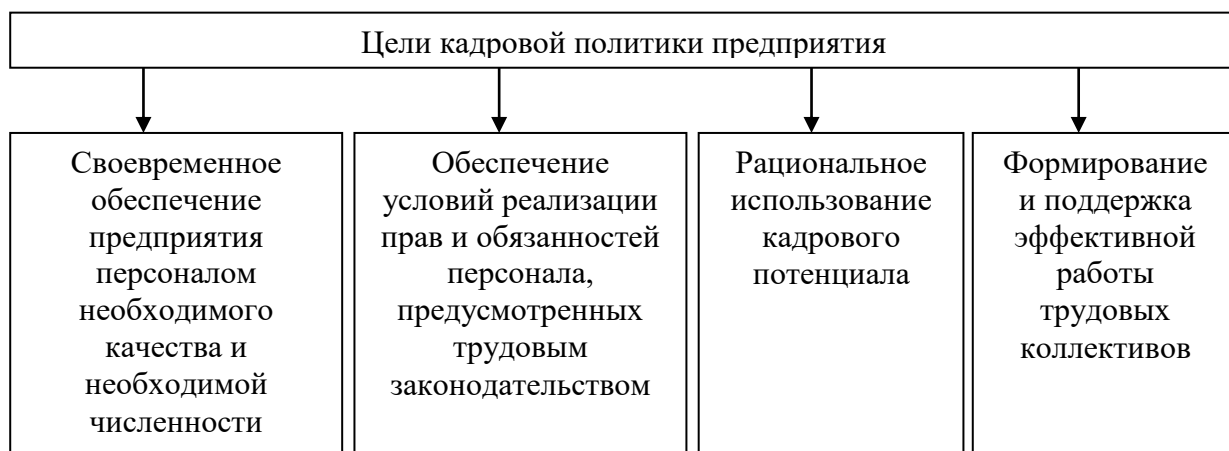 Цели кадровой политики предприятия
Своевременное
обеспечение
предприятия
персоналом
необходимого
качества и
необходимой
численности
Обеспечение
условий реализации
прав и обязанностей
персонала,
предусмотренных
трудовым
законодательством
Рациональное
использование
кадрового
потенциала
Формирование
и поддержка
эффективной
работы
трудовых
коллективов